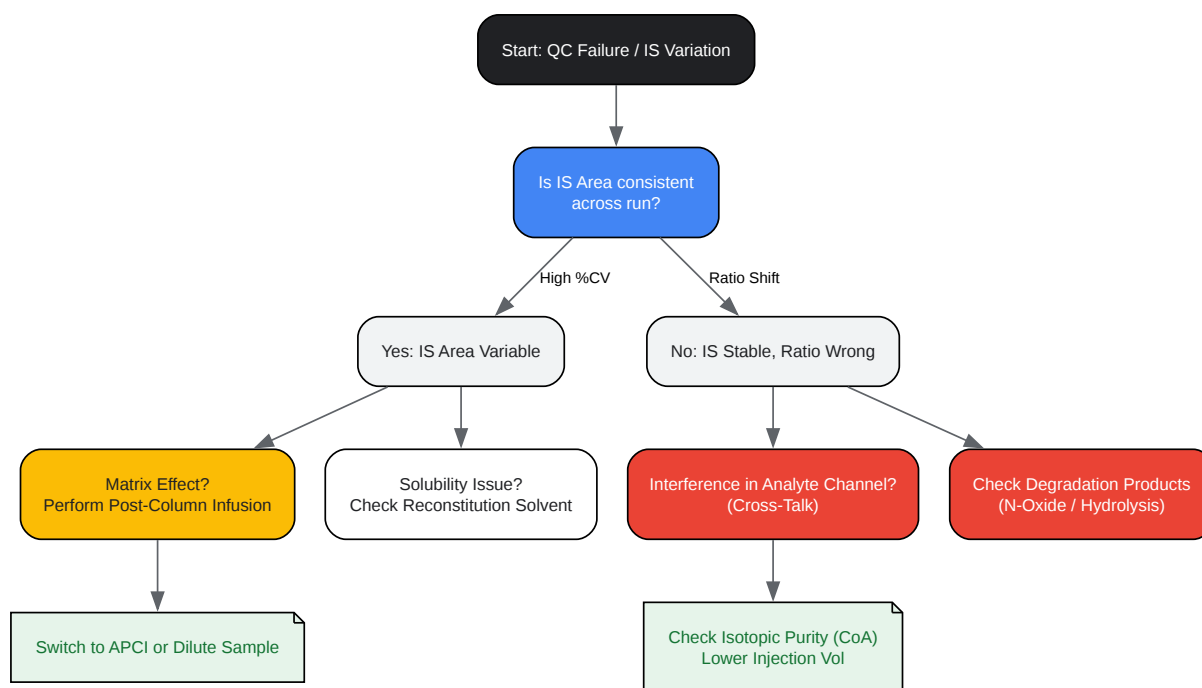 Start: QC Failure / IS Variation
Is IS Area consistent
across run?
High %CV
Ratio Shift
Yes: IS Area Variable
No: IS Stable, Ratio Wrong
Matrix Effect?
Perform Post-Column Infusion
Solubility Issue?
Check Reconstitution Solvent
Interference in Analyte Channel?
(Cross-Talk)
Check Degradation Products
(N-Oxide / Hydrolysis)
Switch to APCI or Dilute Sample
Check Isotopic Purity (CoA)
Lower Injection Vol